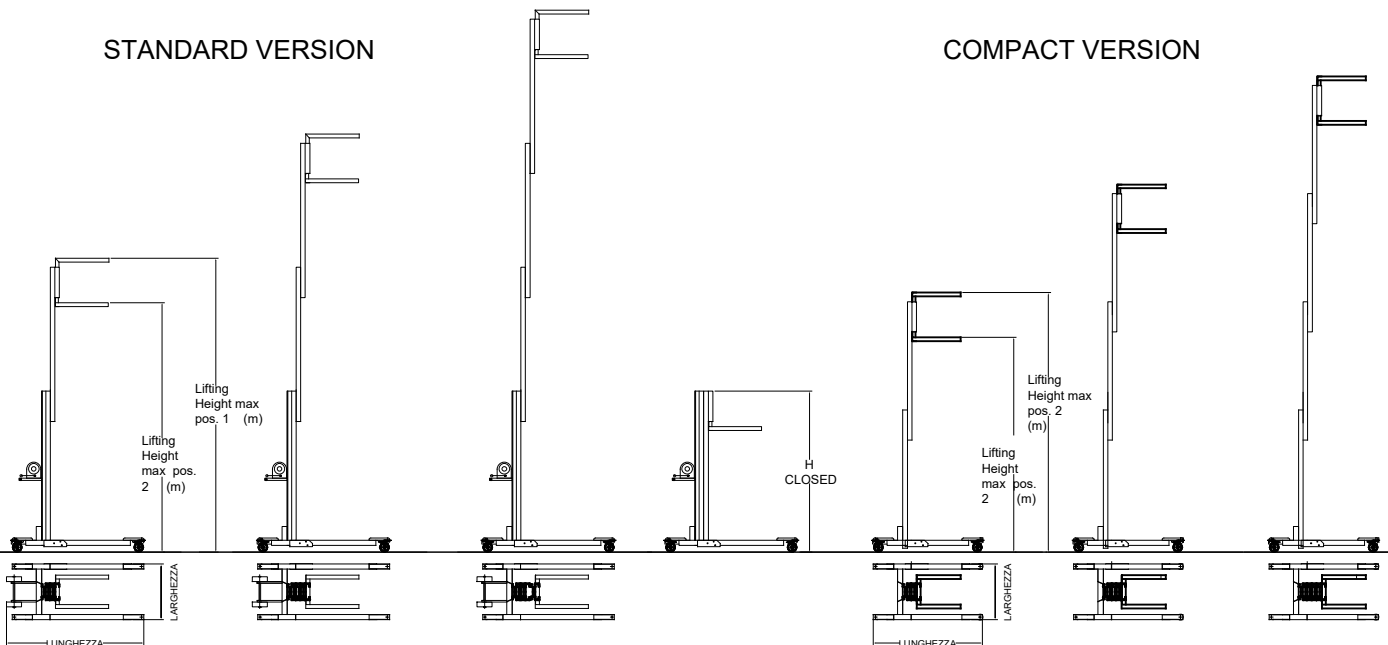 STANDARD VERSION
COMPACT VERSION
Lifting
Height max
pos. 1 (m)
Lifting
Height
max pos.
2 (m)
H
CLOSED
Lifting
Height max
pos. 2
(m)
Lifting
Height
max pos.
2 (m)
LARGHEZZA
LUNGHEZZA
LARGHEZZA
LUNGHEZZA